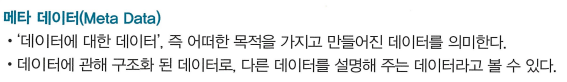 메타 데이터(Meta Data)
• '데이터에 대한 데이터', 즉 어떠한 목적을 가지고 만들어진 데이터를 의미한다.
• 데이터에 관해 구조화 된 데이터로, 다른 데이터를 설명해 주는 데이터라고 볼 수 있다.